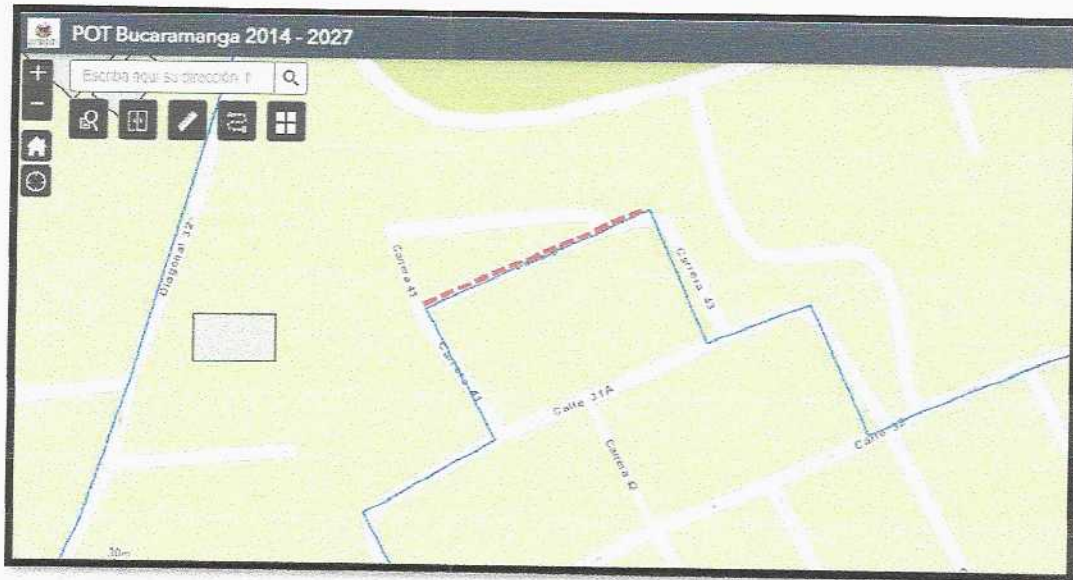 POT Bucaramanga 2014 - 2027
Escriba aquí su dirección
Diagonal 32
Carrera 41
Carrera 43
Carrera 41
Calle 31A
Calle 32
30m